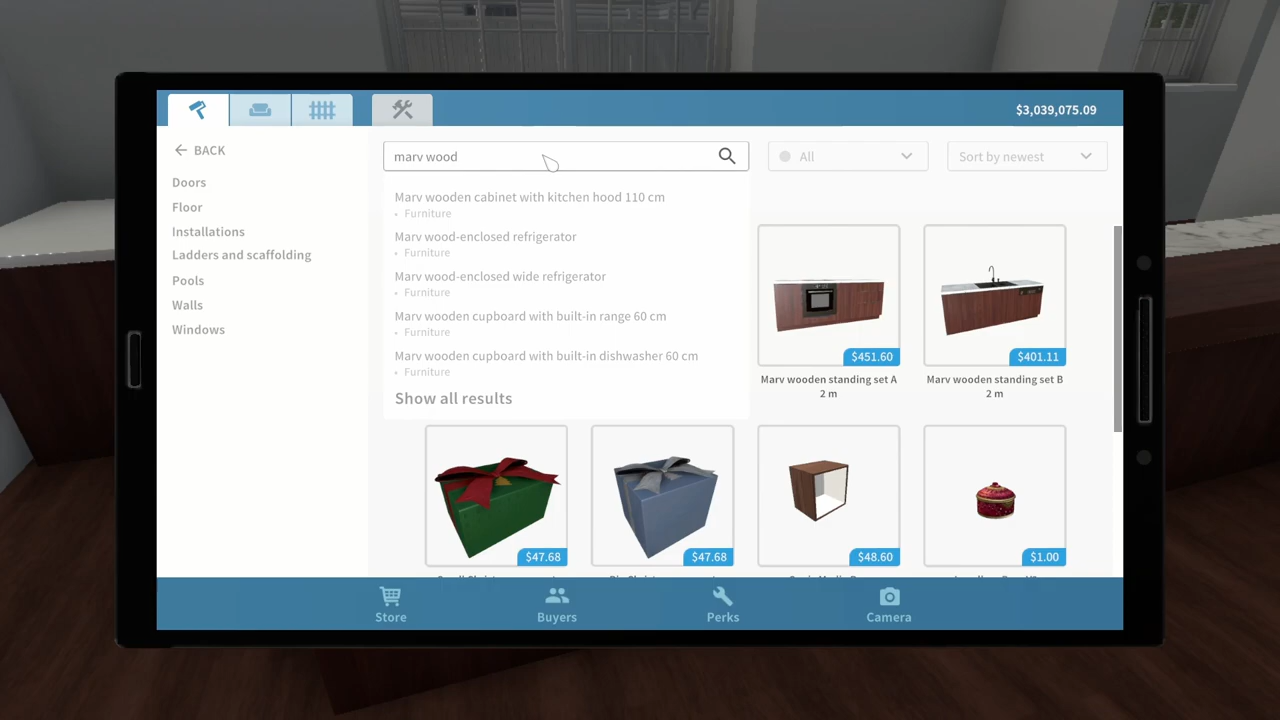 $3,039,075.09
BACK
Doors
Floor
Installations
Ladders and scaffolding
Pools
Walls
Windows
marv wood
All
Sort by newest
Marv wooden cabinet with kitchen hood 110 cm
• Furniture
Marv wood-enclosed refrigerator
• Furniture
Marv wood-enclosed wide refrigerator
• Furniture
Marv wooden cupboard with built-in range 60 cm
• Furniture
Marv wooden cupboard with built-in dishwasher 60 cm
• Furniture
Show all results
$451.60
$401.11
Marv wooden standing set A
2 m
Marv wooden standing set B
2 m
$47.68
$47.68
$48.60
$1.00
Store
Buyers
Perks
Camera